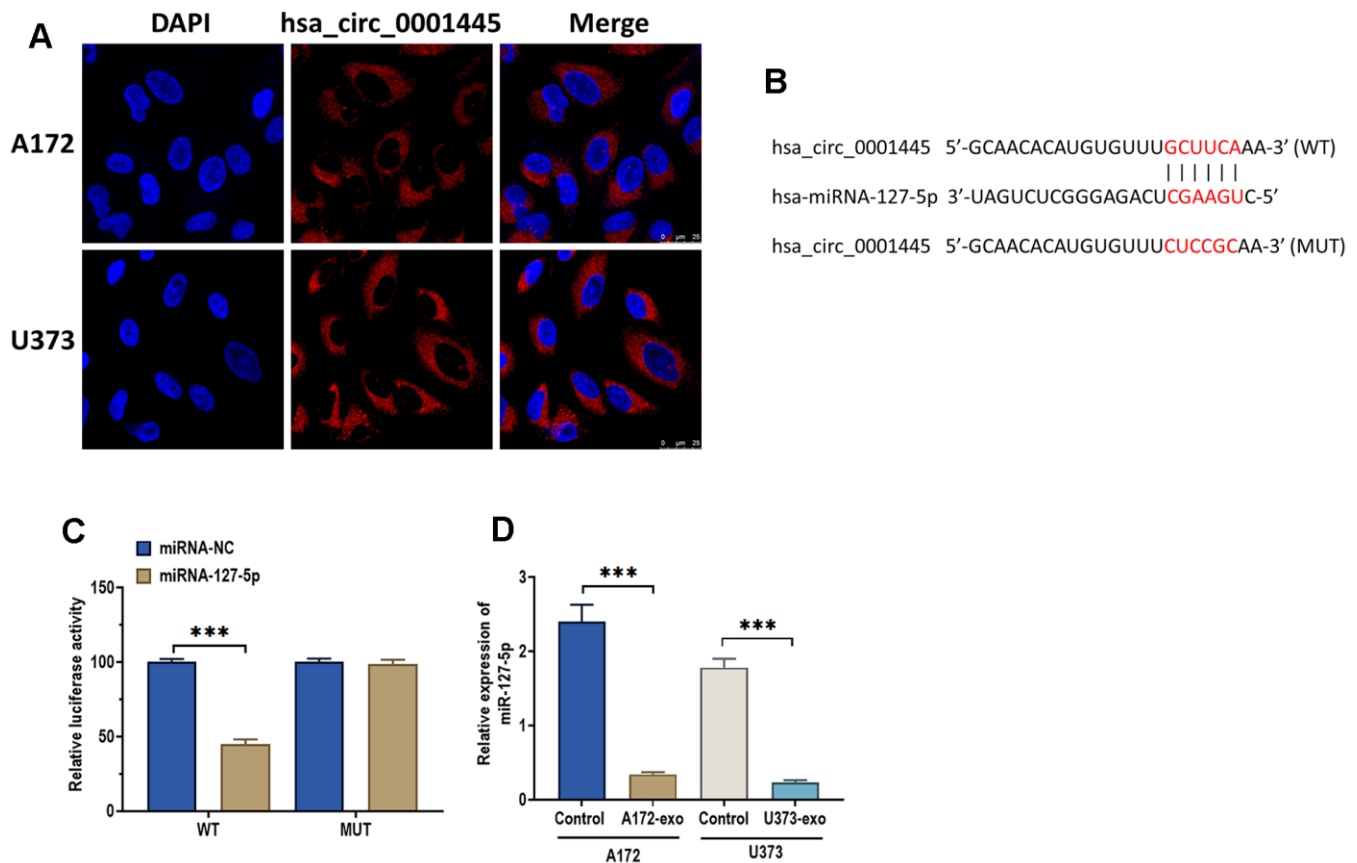 A
DAPI hsa_circ_0001445 Merge
A172
0 µm 25
U373
0 µm 25
B
hsa_circ_0001445 5’-GCAACACAUGUGUUUGCUUCAAA-3’ (WT)
| | | | | |
hsa-miRNA-127-5p 3’-UAGUCUCGGGAGACUCGAAGUC-5’
hsa_circ_0001445 5’-GCAACACAUGUGUUUCUCCGCAA-3’ (MUT)
C
miRNA-NC
miRNA-127-5p
Relative luciferase activity
150
100
50
0
***
WT MUT
D
Relative expression of
miR-127-5p
3
2
1
0
*** ***
Control A172-exo Control U373-exo
A172 U373